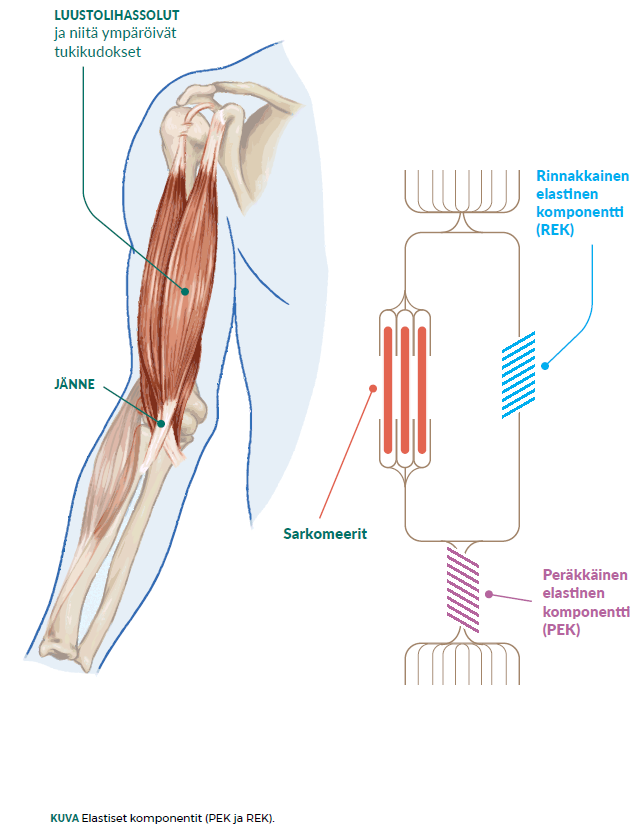 LUUSTOLIHASSOLUT
ja niitä ympäröivät
tukikudokset
Rinnakkainen
elastinen
komponentti
(REK)
JÄNNE
Sarkomeerit
Peräkkäinen
elastinen
komponentti
(PEK)
KUVA Elastiset komponentit (PEK ja REK).